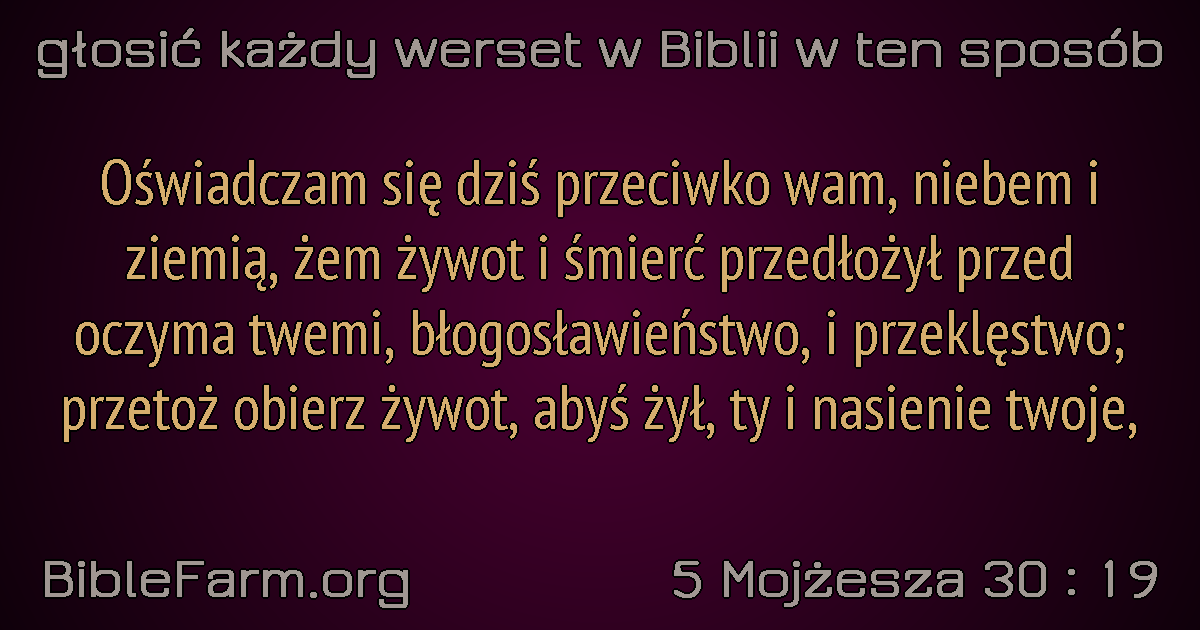 głosić każdy werset w Biblii w ten sposób
Oświadczam się dziś przeciwko wam, niebem i
ziemią, żem żywot i śmierć przedłożył przed
oczyma twemi, błogosławieństwo, i przeklęstwo;
przetoż obierz żywot, abyś żył, ty i nasienie twoje,
BibleFarm.org
5 Mojżesza 30 : 19